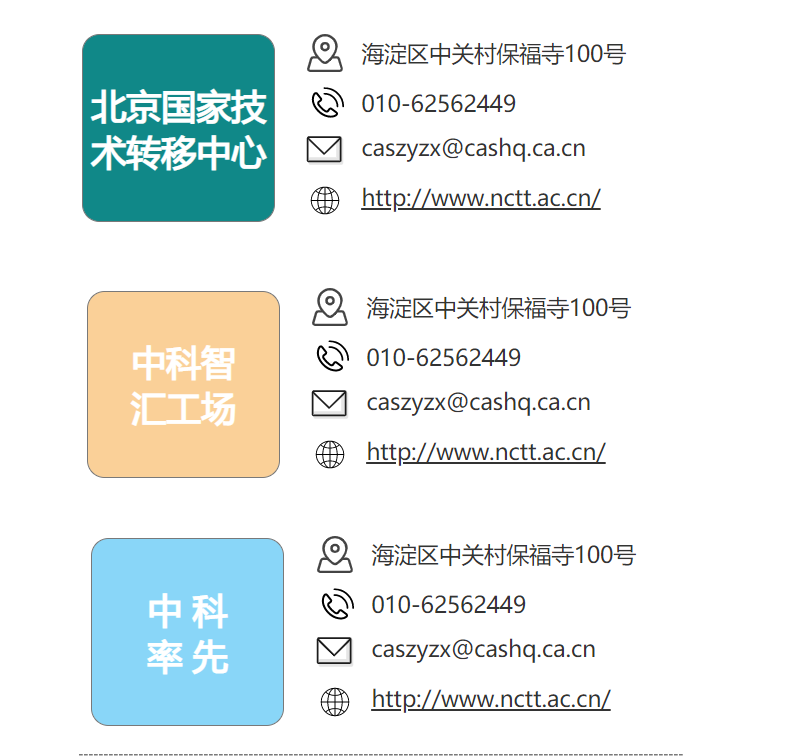 北京国家技
术转移中心
海淀区中关村保福寺100号
010-62562449
caszyzx@cashq.ca.cn
http://www.nctt.ac.cn/
中科智
汇工场
海淀区中关村保福寺100号
010-62562449
caszyzx@cashq.ca.cn
http://www.nctt.ac.cn/
中 科
率 先
海淀区中关村保福寺100号
010-62562449
caszyzx@cashq.ca.cn
http://www.nctt.ac.cn/